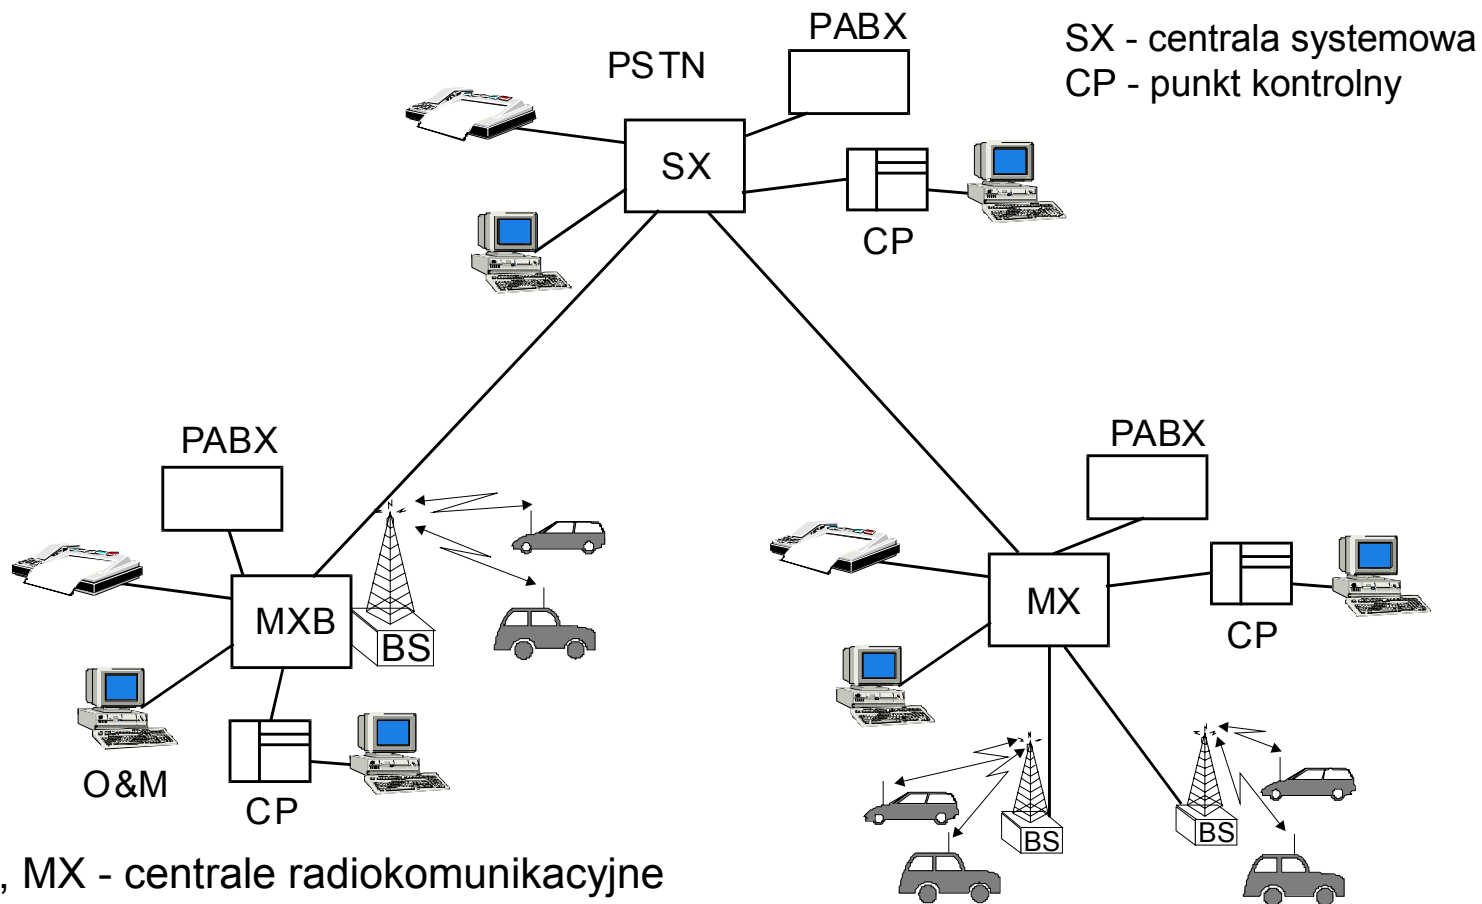 PABX
SX - centrala systemowa
PSTN
CP - punkt kontrolny
SX
CP
PABX
PABX
MXB
BS
MX
CP
O&M
CP
BS
BS
, MX - centrale radiokomunikacyjne